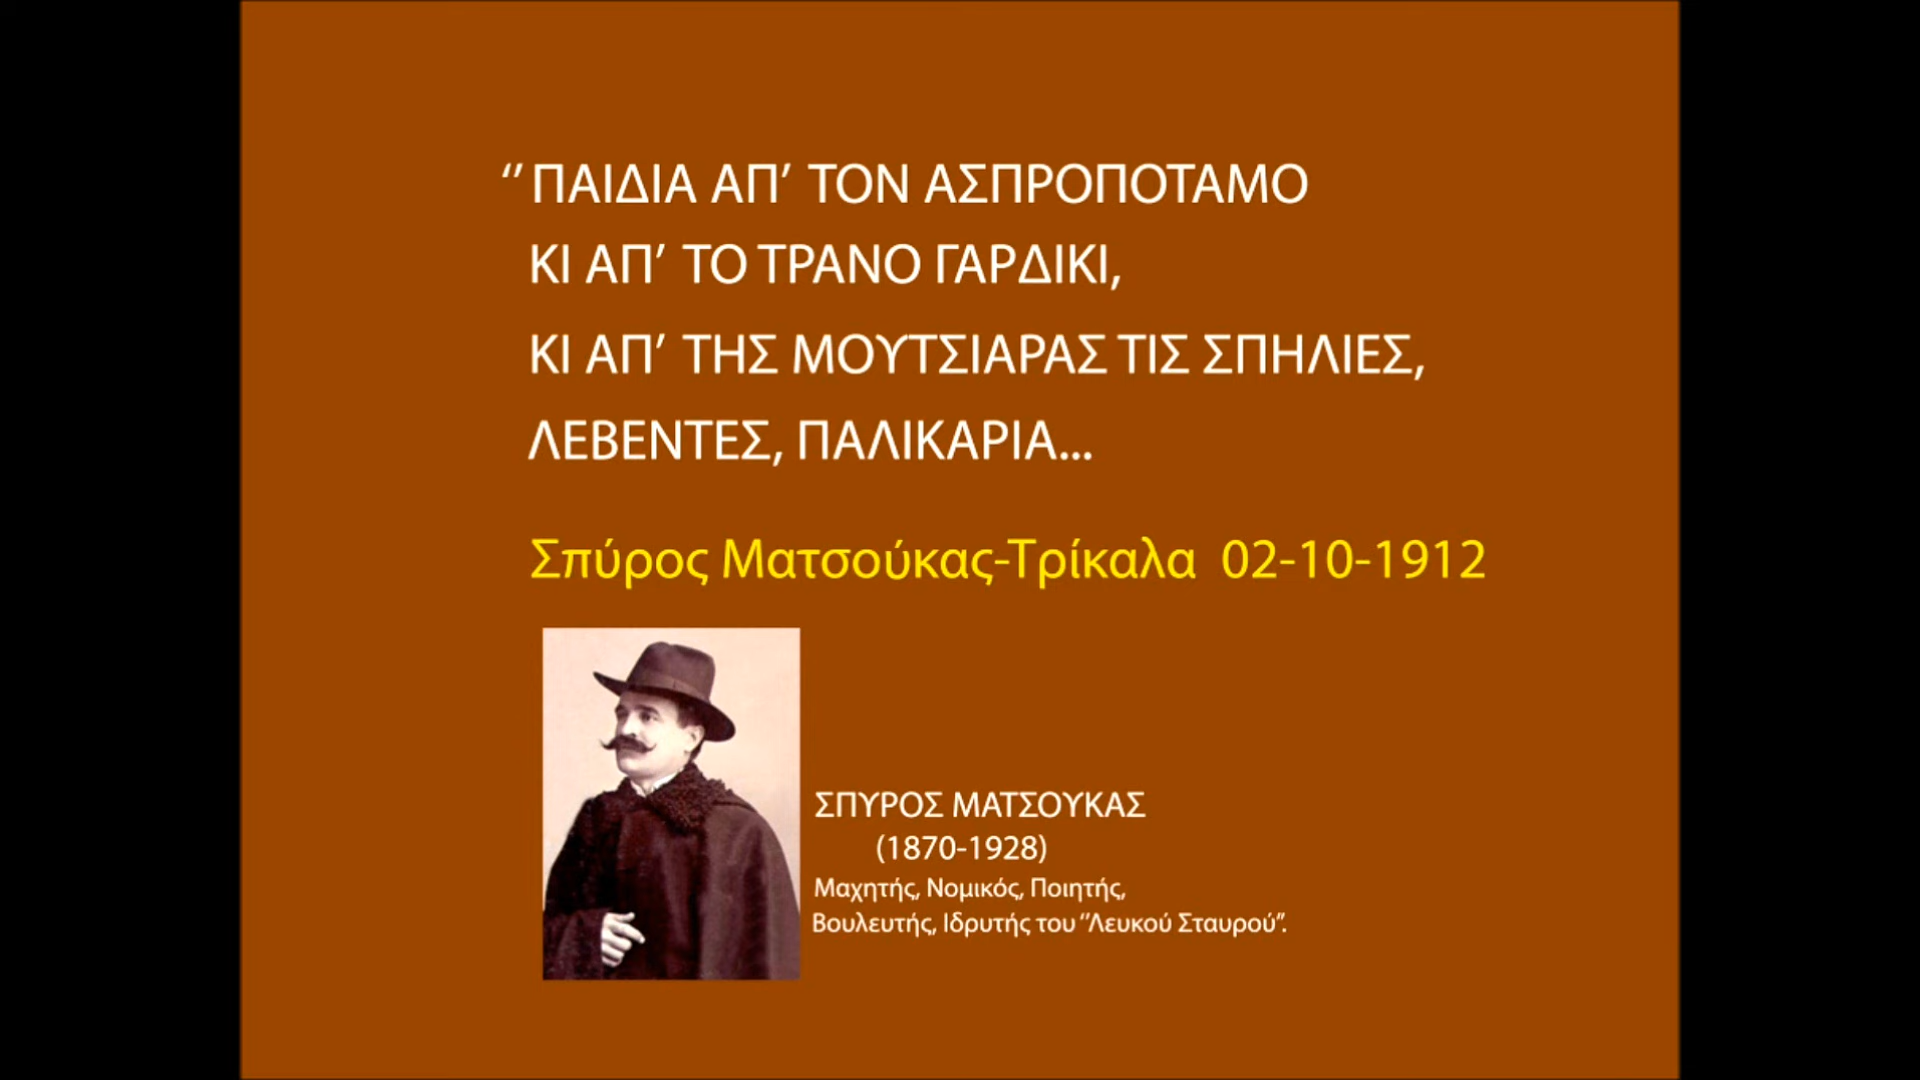 ‘‘ ΠΑΙΔΙΑ ΑΠ’ ΤΟΝ ΑΣΠΡΟΠΟΤΑΜΟ
ΚΙ ΑΠ’ ΤΟ ΤΡΑΝΟ ΓΑΡΔΙΚΙ,
ΚΙ ΑΠ’ ΤΗΣ ΜΟΥΤΣΙΑΡΑΣ ΤΙΣ ΣΠΗΛΙΕΣ,
ΛΕΒΕΝΤΕΣ, ΠΑΛΙΚΑΡΙΑ...
Σπύρος Ματσούκας-Τρίκαλα 02-10-1912
ΣΠΥΡΟΣ ΜΑΤΣΟΥΚΑΣ
(1870-1928)
Μαχητής, Νομικός, Ποιητής,
Βουλευτής, Ιδρυτής του ‘‘Λευκού Σταυρού’’.